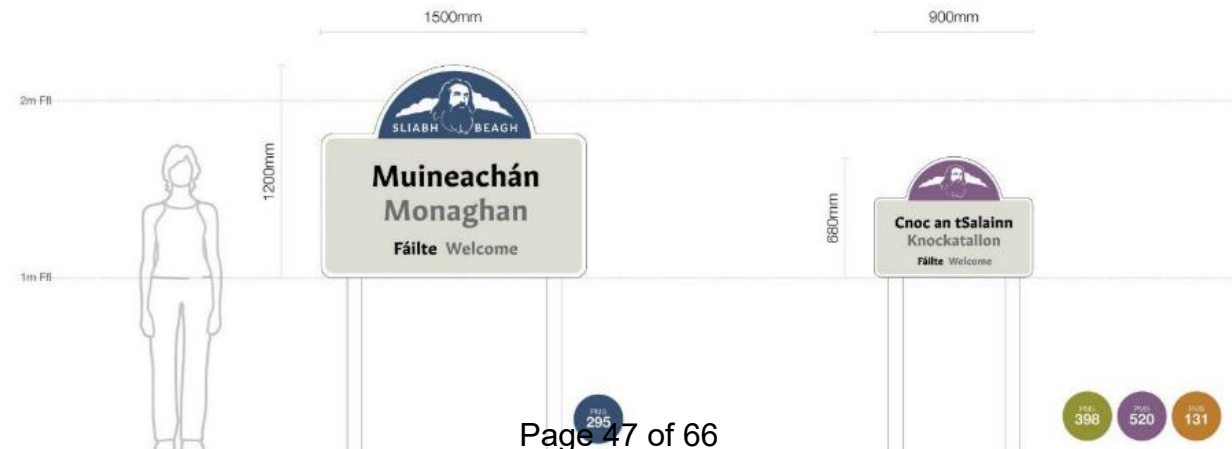 1500mm
900mm
2m Ffl
1200mm
SLIABH BEAGH
Muineachán
Monaghan
Fáilte Welcome
680mm
Cnoc an tSalainn
Knockatallon
Fáilte Welcome
1m Ffl
PMS
295
PMS
398
PMS
520
PMS
131
Page 47 of 66